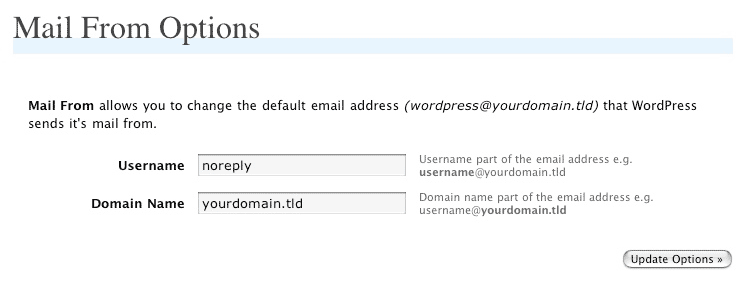 Mail From Options
Mail From allows you to change the default email address (wordpress@yourdomain.tld) that WordPress
sends it's mail from.
Username
noreply
Username part of the email address e.g.
username@yourdomain.tld
Domain Name
yourdomain.tld
Domain name part of the email address e.g.
username@yourdomain.tld
Update Options »